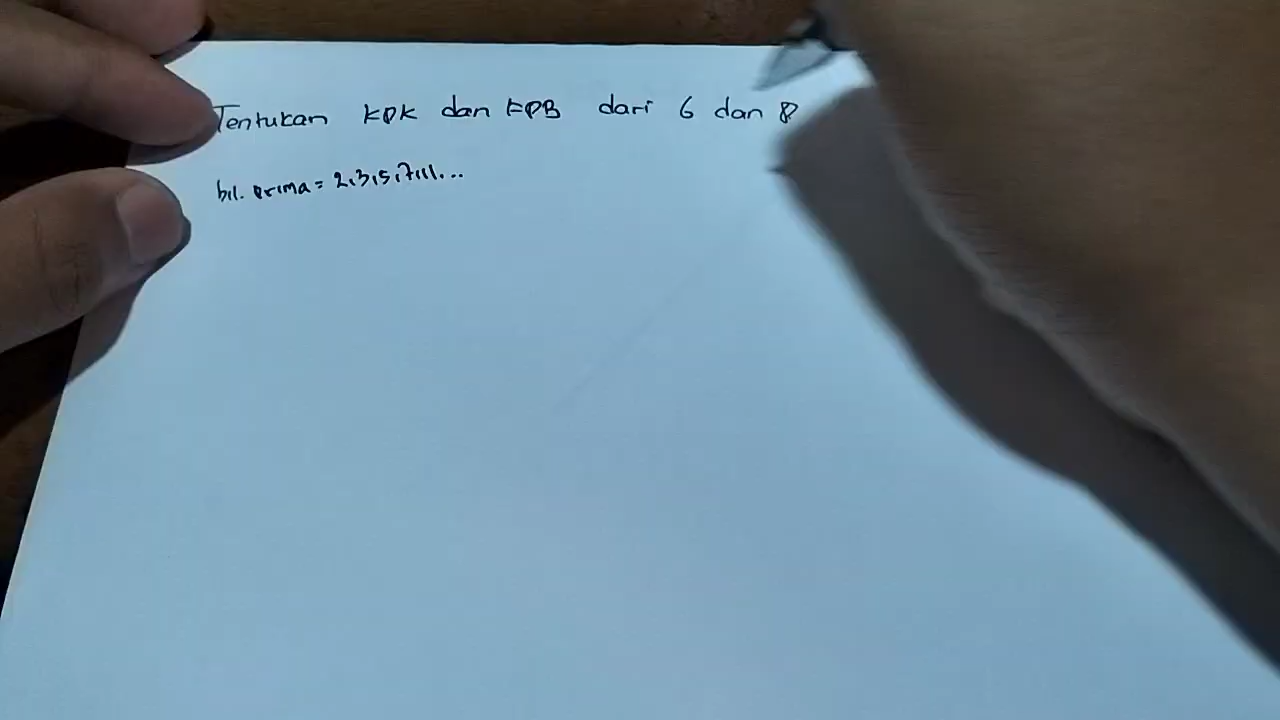 Tentukan KPK dan FPB dari 6 dan 8
bil. prima = 2,3,5,7,11,...